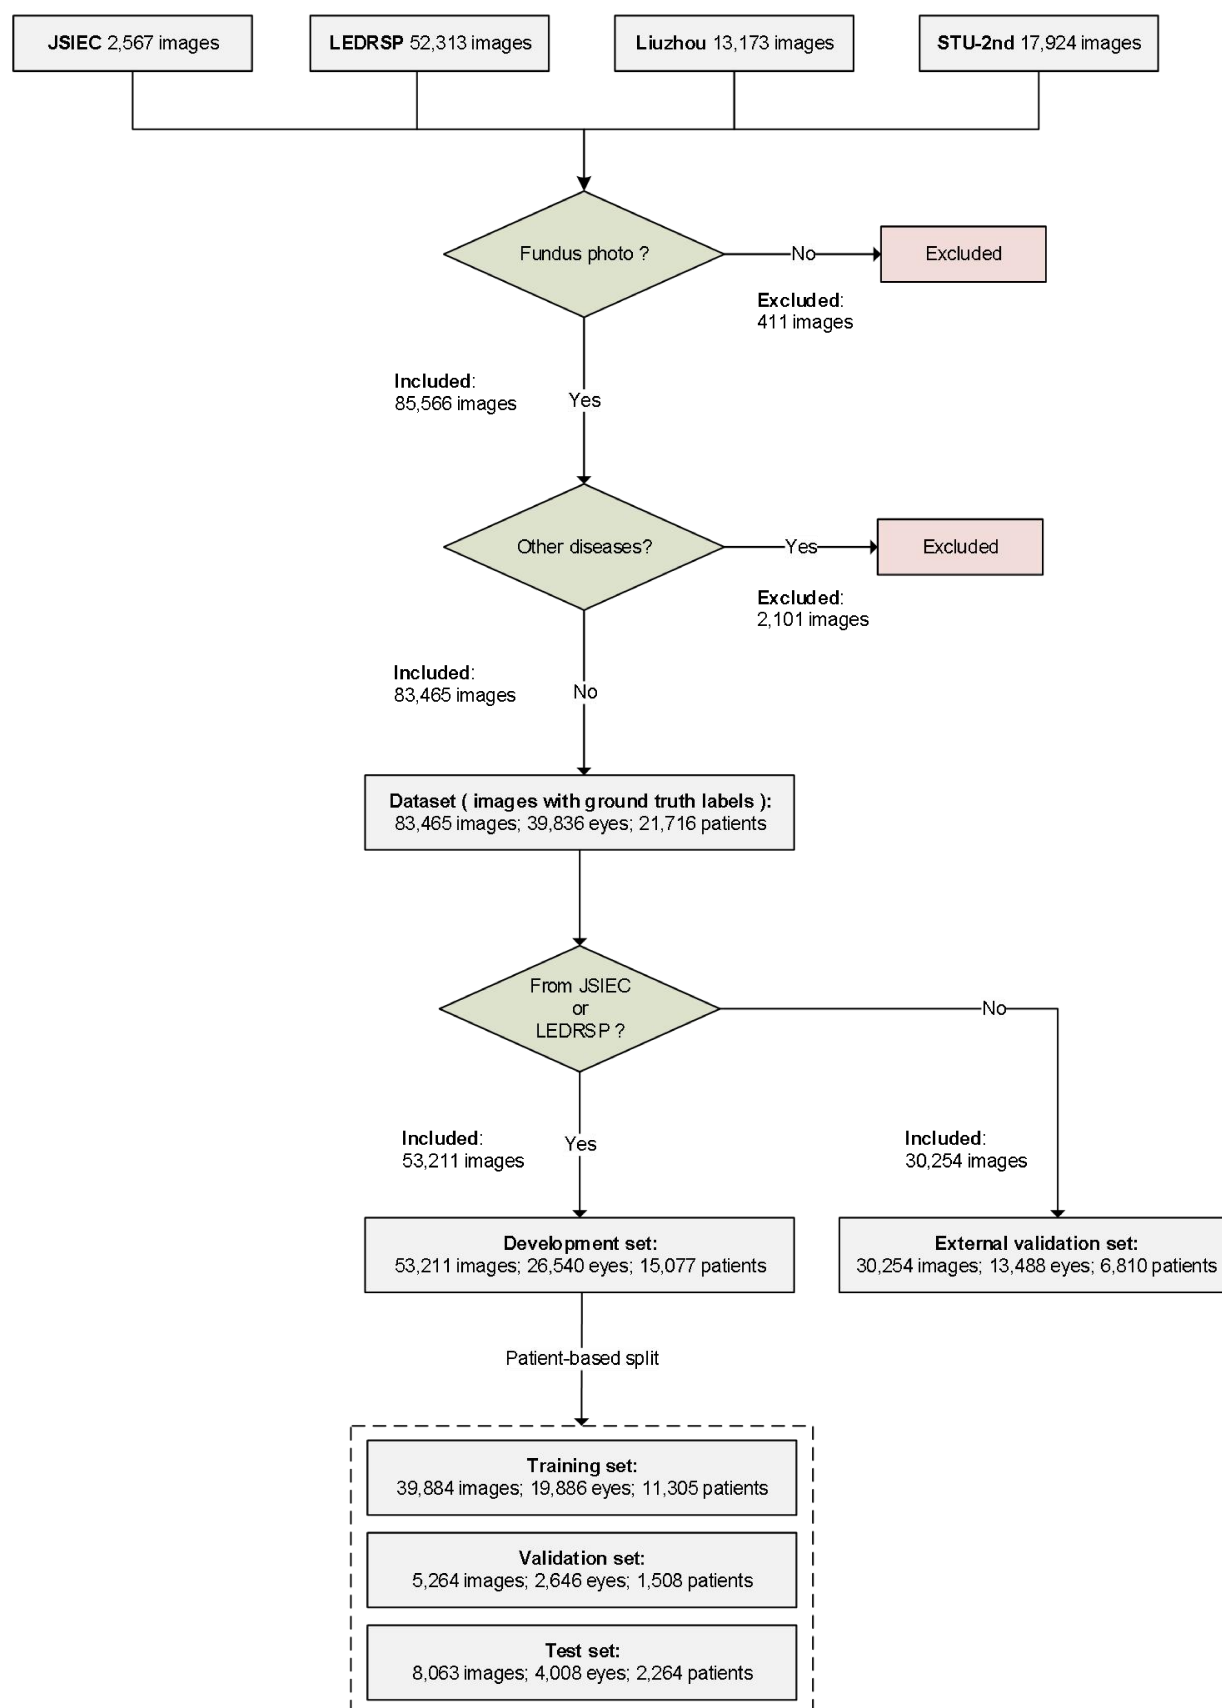 JSIEC 2,567 images
LEDRSP 52,313 images
Liuzhou 13,173 images
STU-2nd 17,924 images
Fundus photo ?
No
Excluded
Excluded:
411 images
Included:
85,566 images
Yes
Other diseases?
Yes
Excluded
Excluded:
2,101 images
Included:
83,465 images
No
Dataset ( images with ground truth labels ):
83,465 images; 39,836 eyes; 21,716 patients
From JSIEC
or
LEDRSP ?
No
Included:
53,211 images
Yes
Included:
30,254 images
Development set:
53,211 images; 26,540 eyes; 15,077 patients
External validation set:
30,254 images; 13,488 eyes; 6,810 patients
Patient-based split
Training set:
39,884 images; 19,886 eyes; 11,305 patients
Validation set:
5,264 images; 2,646 eyes; 1,508 patients
Test set:
8,063 images; 4,008 eyes; 2,264 patients